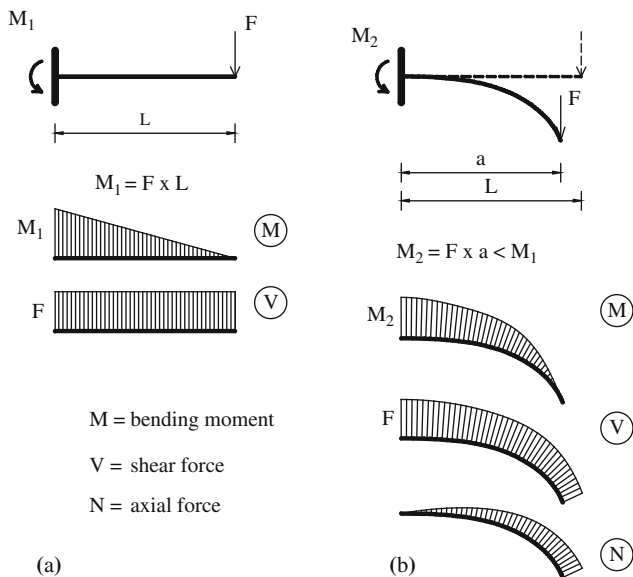 M₁
F
L
M₁ = F x L
M₁
M
F
V
M = bending moment
V = shear force
N = axial force
(a)
M₂
F
a
L
M₂ = F x a < M₁
M₂
M
F
V
N
(b)